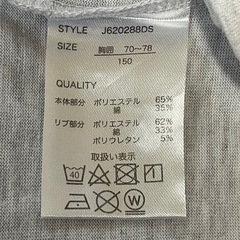 STYLE J620288DS
SIZE 胸囲 70～78
150
QUALITY
本体部分 ポリエステル 65%
綿 35%
リブ部分 ポリエステル 62%
綿 33%
ポリウレタン 5%
取扱い表示
40
W